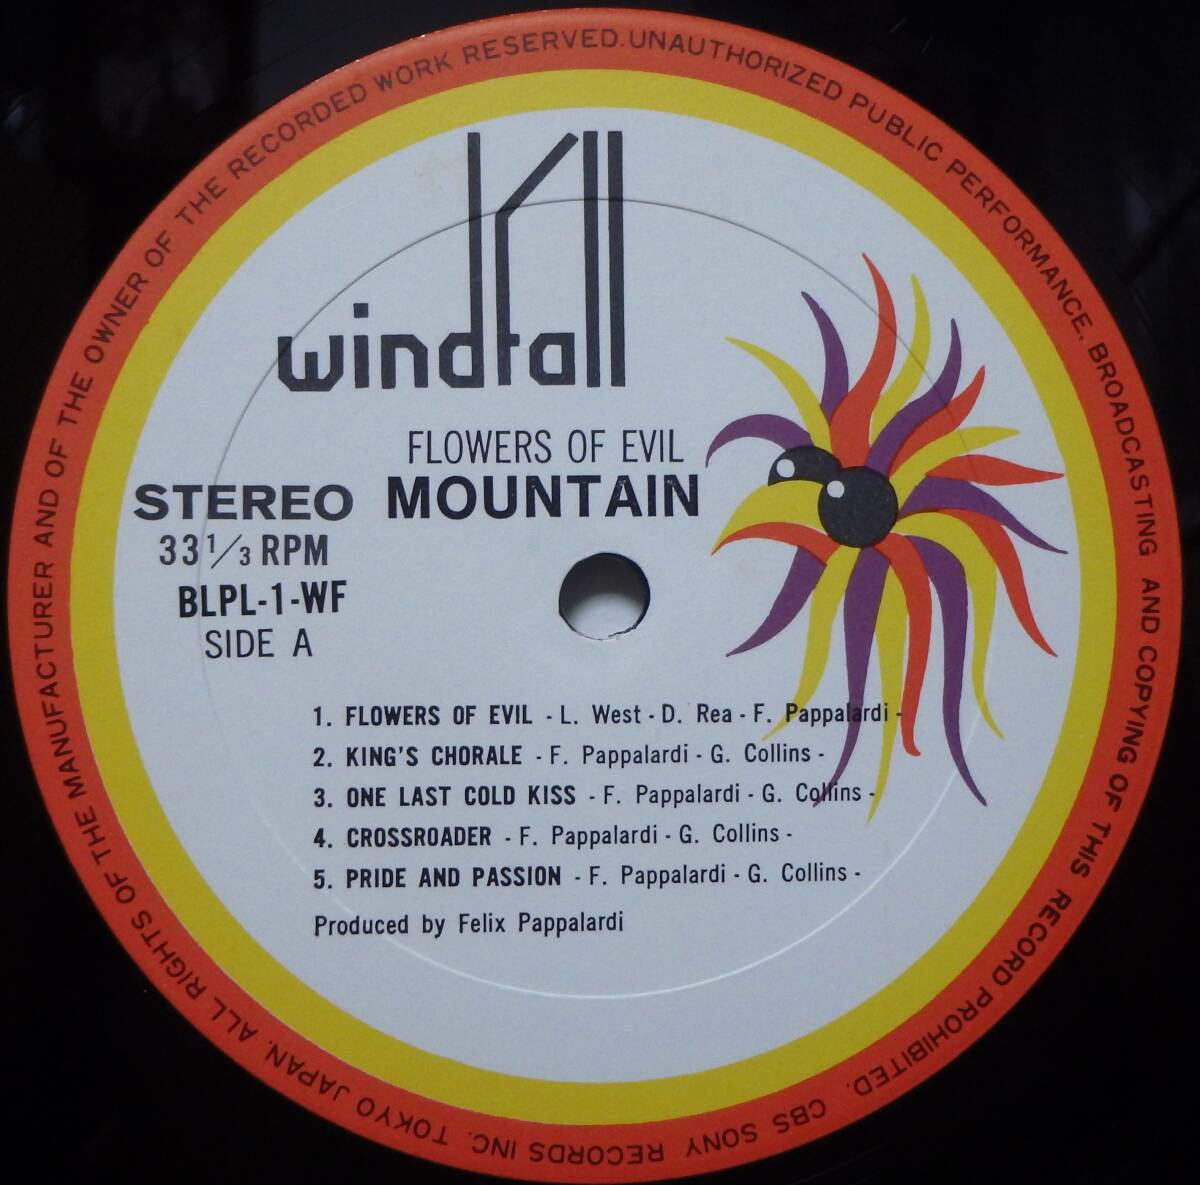 windfall
FLOWERS OF EVIL
MOUNTAIN
STEREO
33 1/3 RPM
BLPL-1-WF
SIDE A
1. FLOWERS OF EVIL - L. West - D. Rea - F. Pappalardi -
2. KING'S CHORALE - F. Pappalardi - G. Collins -
3. ONE LAST COLD KISS - F. Pappalardi - G. Collins -
4. CROSSROADER - F. Pappalardi - G. Collins -
5. PRIDE AND PASSION - F. Pappalardi - G. Collins -
Produced by Felix Pappalardi
CBS SONY RECORDS INC. TOKYO JAPAN. ALL RIGHTS OF THE MANUFACTURER AND OF THE OWNER OF THE RECORDED WORK RESERVED. UNAUTHORIZED PUBLIC PERFORMANCE, BROADCASTING AND COPYING OF THIS RECORD PROHIBITED.